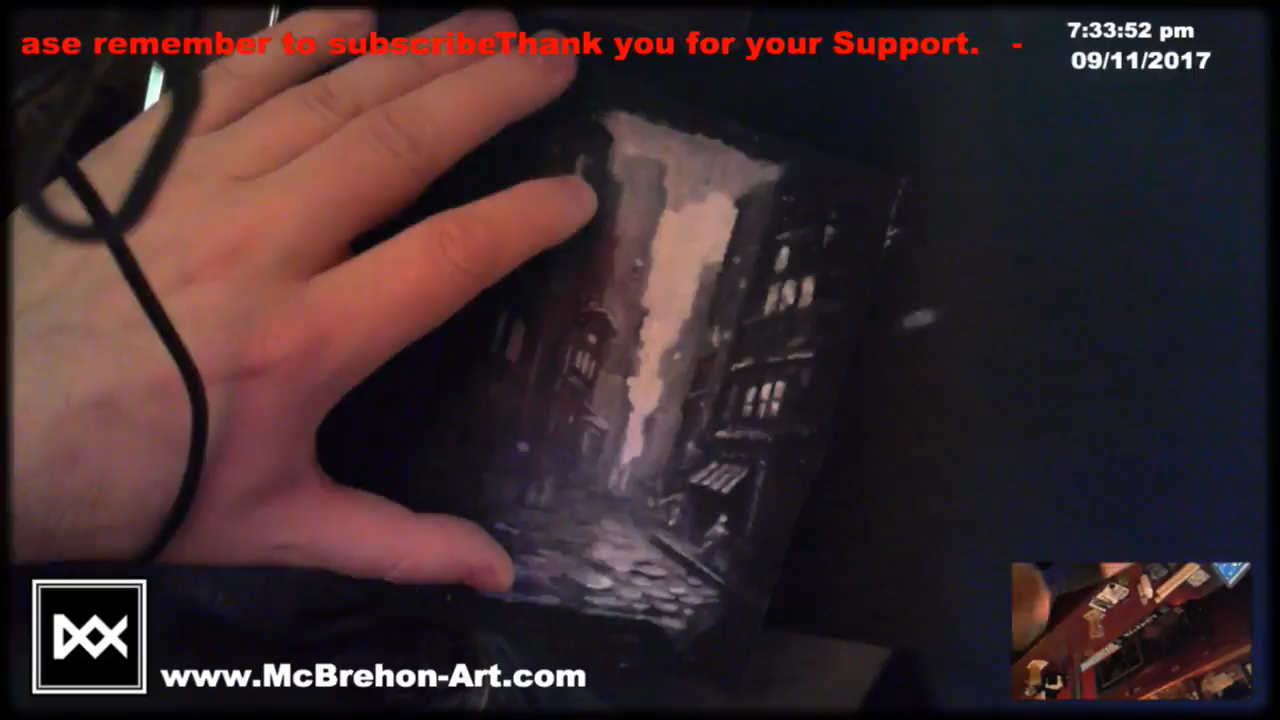 ase remember to subscribeThank you for your Support. -
7:33:52 pm
09/11/2017
www.McBrehon-Art.com